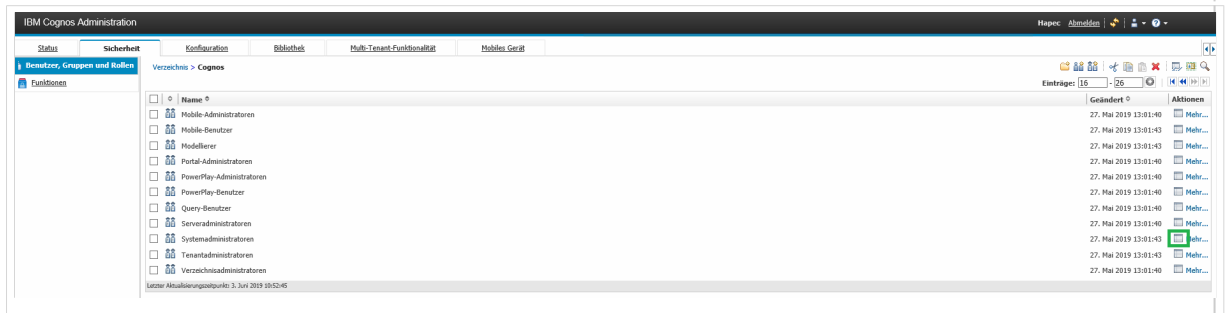 IBM Cognos Administration
Hapec Abmelden
Status Sicherheit Konfiguration Bibliothek Multi-Tenant-Funktionalität Mobiles Gerät
Benutzer, Gruppen und Rollen
Funktionen
Verzeichnis > Cognos
Einträge: 16 - 26
Name Geändert Aktionen
Mobile-Administratoren 27. Mai 2019 13:01:40 Mehr...
Mobile-Benutzer 27. Mai 2019 13:01:43 Mehr...
Modellierer 27. Mai 2019 13:01:43 Mehr...
Portal-Administratoren 27. Mai 2019 13:01:40 Mehr...
PowerPlay-Administratoren 27. Mai 2019 13:01:40 Mehr...
PowerPlay-Benutzer 27. Mai 2019 13:01:40 Mehr...
Query-Benutzer 27. Mai 2019 13:01:40 Mehr...
Serveradministratoren 27. Mai 2019 13:01:40 Mehr...
Systemadministratoren 27. Mai 2019 13:01:43 Mehr...
Tenantadministratoren 27. Mai 2019 13:01:43 Mehr...
Verzeichnisadministratoren 27. Mai 2019 13:01:40 Mehr...
Letzter Aktualisierungszeitpunkt: 3. Juni 2019 10:52:45